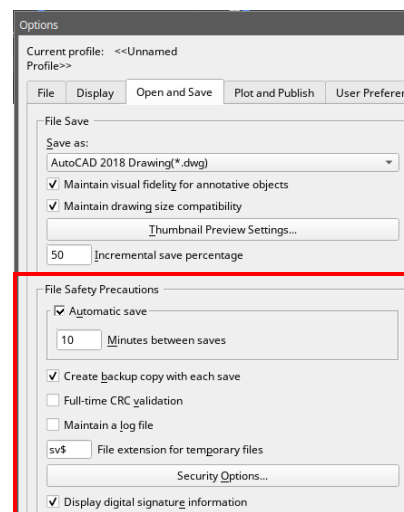 Options
Current profile: <<Unnamed
Profile>>
File Display Open and Save Plot and Publish User Prefere
File Save
Save as:
AutoCAD 2018 Drawing(*.dwg)
Maintain visual fidelity for annotative objects
Maintain drawing size compatibility
Thumbnail Preview Settings...
50 Incremental save percentage
File Safety Precautions
Automatic save
10 Minutes between saves
Create backup copy with each save
Full-time CRC validation
Maintain a log file
sv$ File extension for temporary files
Security Options...
Display digital signature information